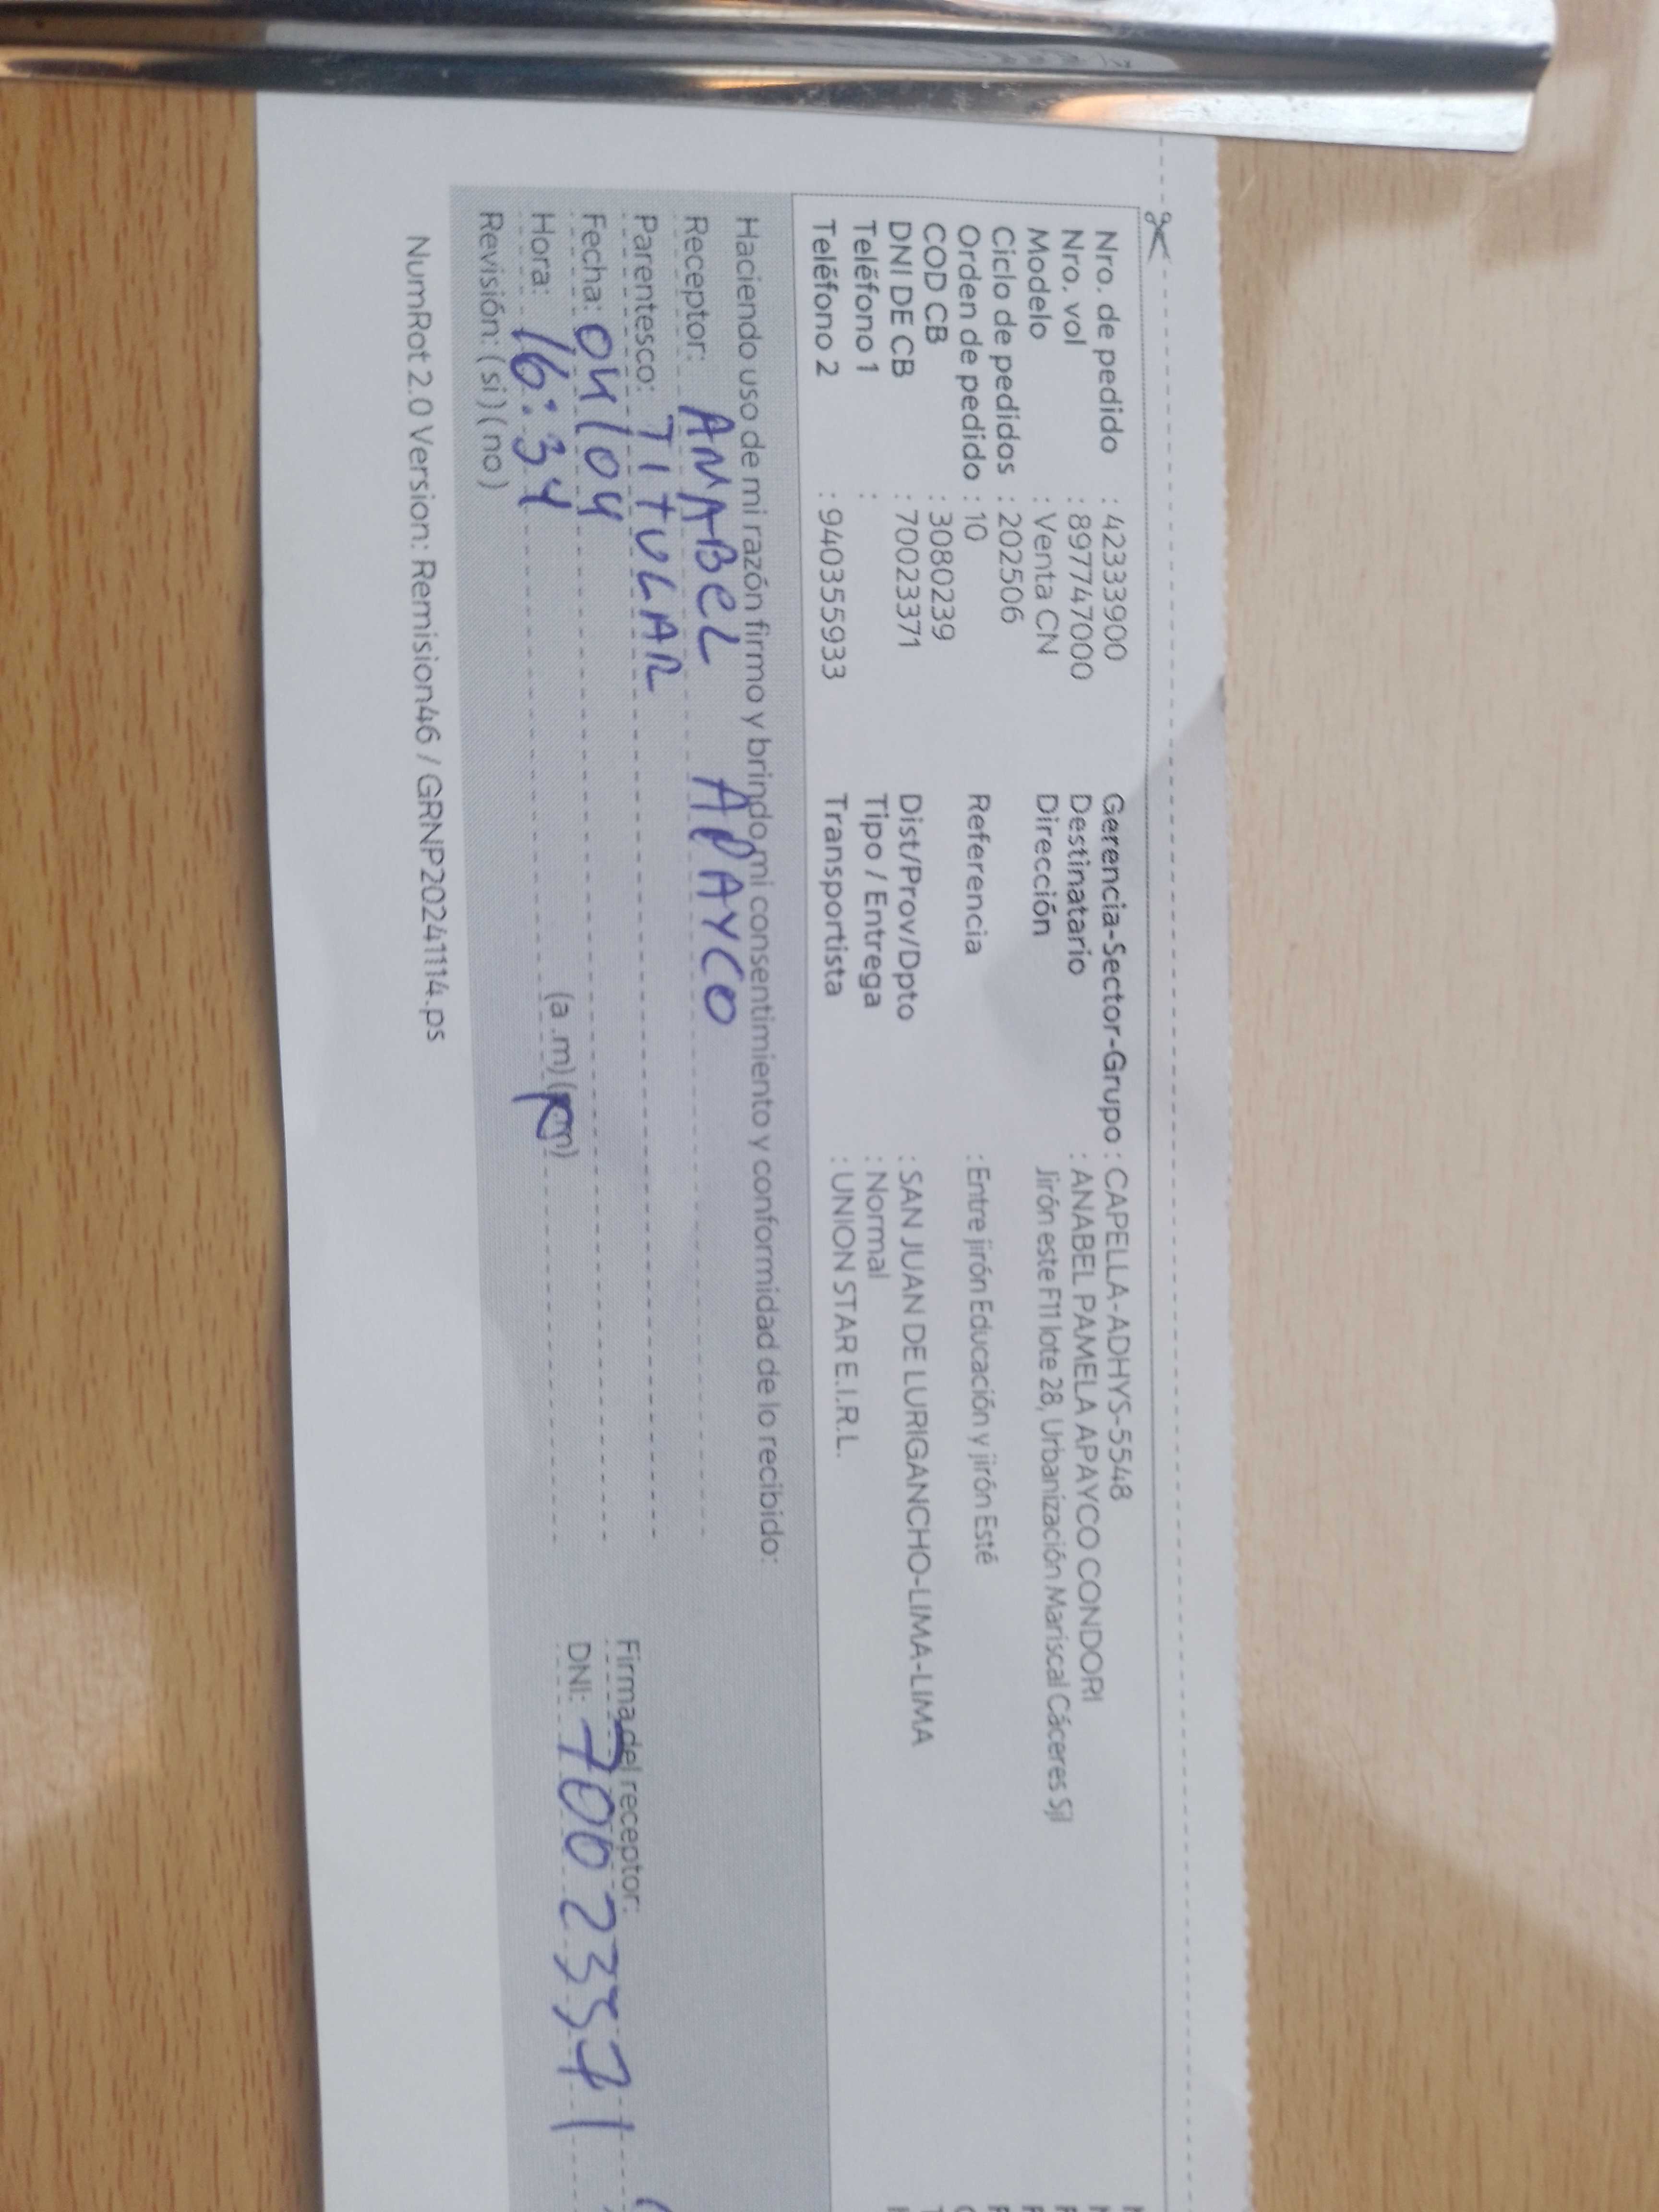 Nro. de pedido : 42333900
Nro. vol : 897747000
Modelo : Venta CN
Ciclo de pedidos : 202506
Orden de pedido : 10
COD CB : 3080239
DNI DE CB : 70023371
Teléfono 1 :
Teléfono 2 : 940355933
Gerencia-Sector-Grupo : CAPELLA-ADHYS-5548
Destinatario : ANABEL PAMELA APAYCO CONDORI
Dirección Jirón este F11 lote 28, Urbanización Mariscal Cáceres Sjl
Referencia : Entre jirón Educación y jirón Esté
Dist/Prov/Dpto : SAN JUAN DE LURIGANCHO-LIMA-LIMA
Tipo / Entrega : Normal
Transportista : UNION STAR E.I.R.L.
Haciendo uso de mi razón firmo y brindo mi consentimiento y conformidad de lo recibido:
Receptor: ANABEL APAYCO
Parentesco: TITULAR
Fecha: 04/04
Hora: 16:34 (a.m) (p.m)
Revisión: ( si ) ( no )
Firma del receptor:
DNI: 70023371
NumRot 2.0 Version: Remision46 / GRNP20241114.ps